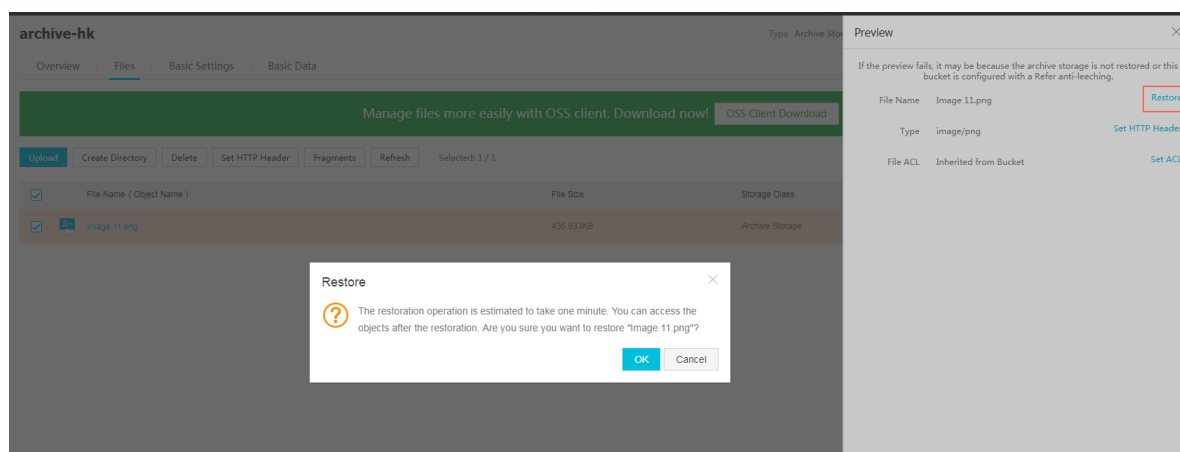 archive-hk
Type Archive Stor
Overview Files Basic Settings Basic Data
Manage files more easily with OSS client. Download now! OSS Client Download
Upload Create Directory Delete Set HTTP Header Fragments Refresh Selected: 1 / 1
File Name ( Object Name ) File Size Storage Class
Image 11.png 436.933KB Archive Storage
Preview
If the preview fails, it may be because the archive storage is not restored or this
bucket is configured with a Refer anti-leeching.
File Name Image 11.png Restore
Type image/png Set HTTP Header
File ACL Inherited from Bucket Set ACL
Restore
The restoration operation is estimated to take one minute. You can access the
objects after the restoration. Are you sure you want to restore "Image 11.png"?
OK Cancel